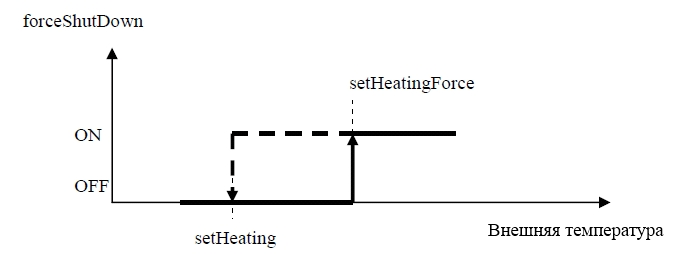 forceShutDown
setHeatingForce
ON
OFF
setHeating
Внешняя температура